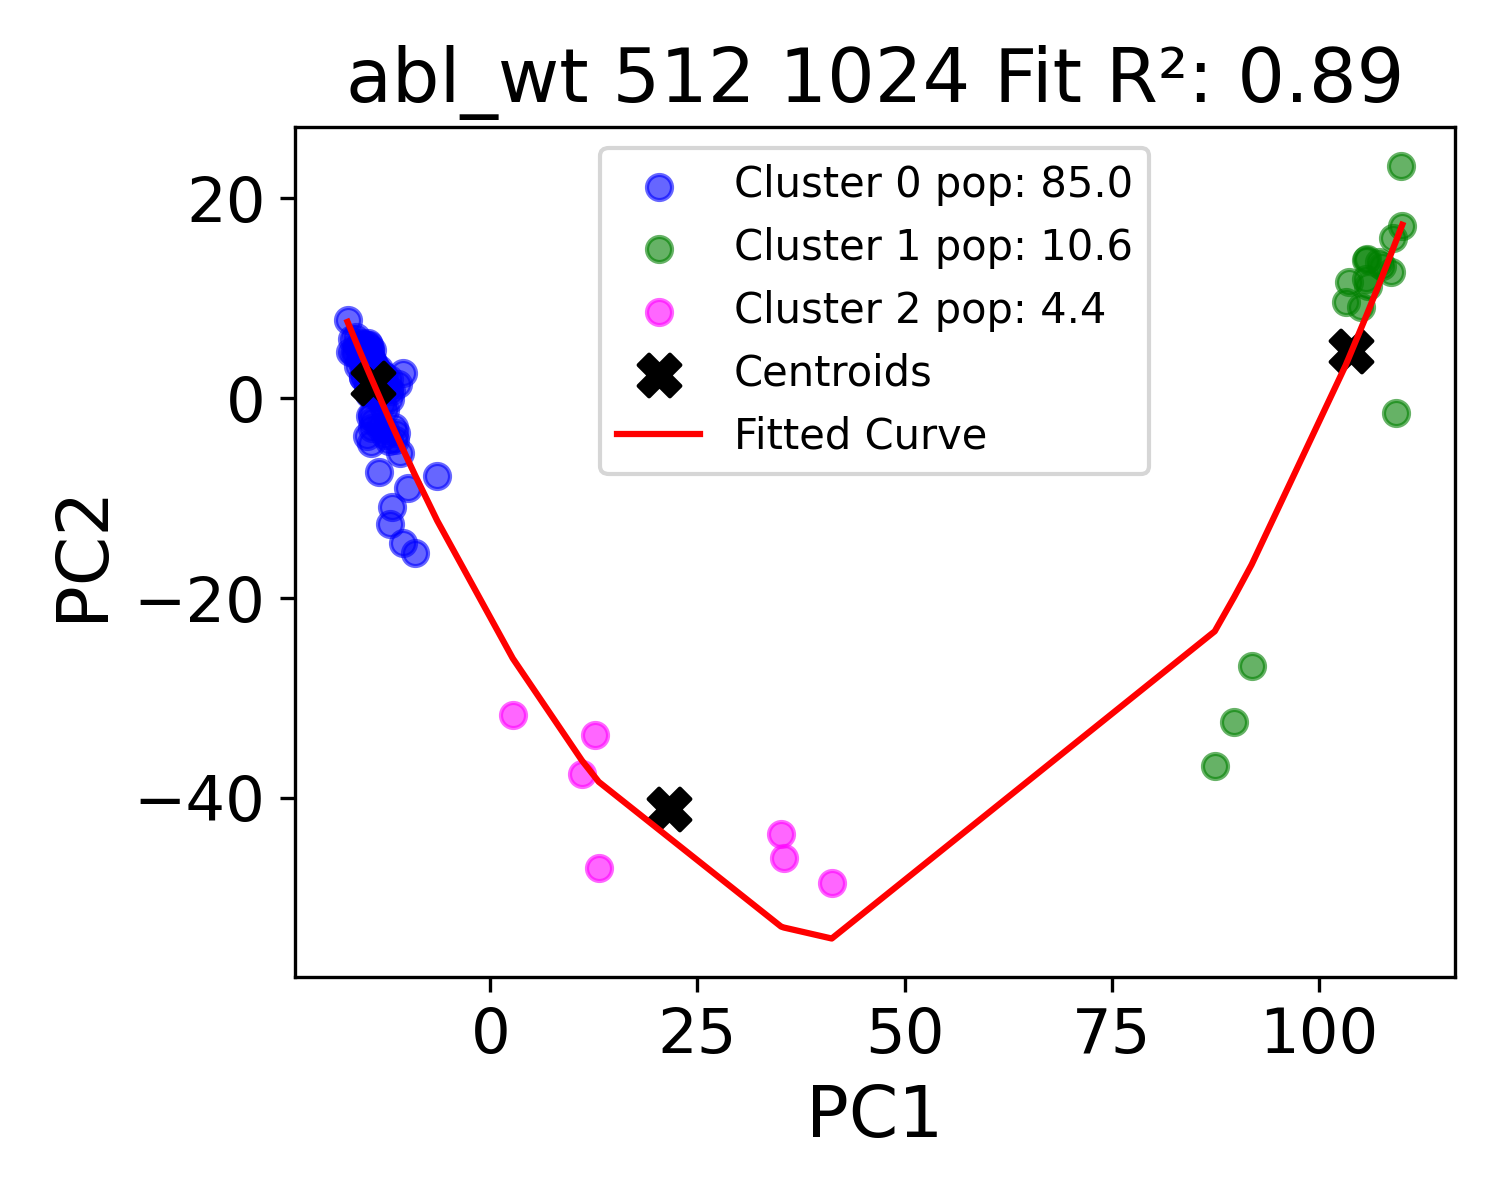 abl_wt 512 1024 Fit R²: 0.89
Cluster 0 pop: 85.0
Cluster 1 pop: 10.6
Cluster 2 pop: 4.4
Centroids
Fitted Curve
20
0
−20
−40
PC2
0 25 50 75 100
PC1